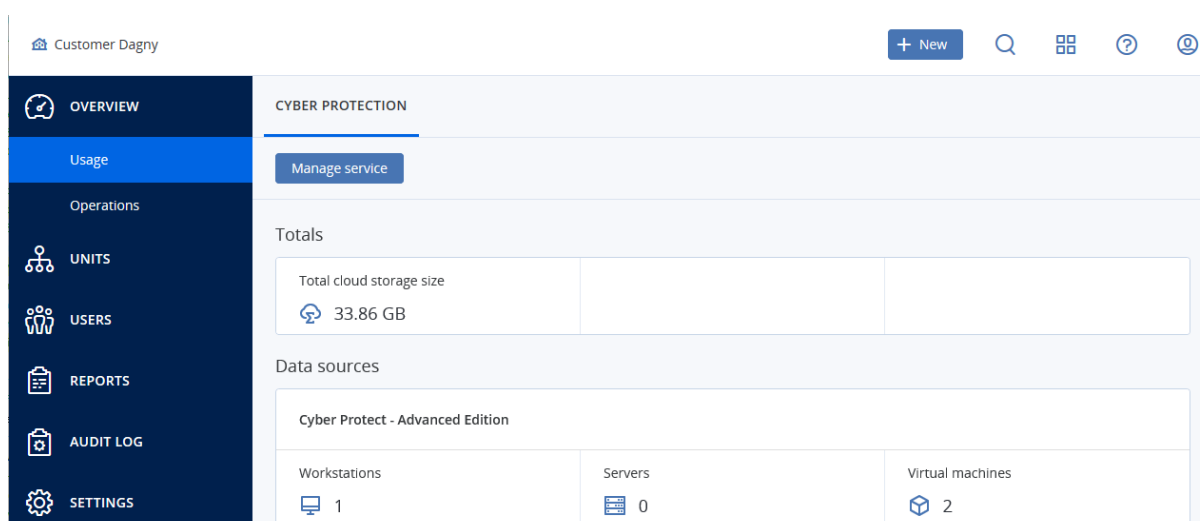 Customer Dagny
+ New
OVERVIEW
Usage
Operations
UNITS
USERS
REPORTS
AUDIT LOG
SETTINGS
CYBER PROTECTION
Manage service
Totals
Total cloud storage size
33.86 GB
Data sources
Cyber Protect - Advanced Edition
Workstations
1
Servers
0
Virtual machines
2